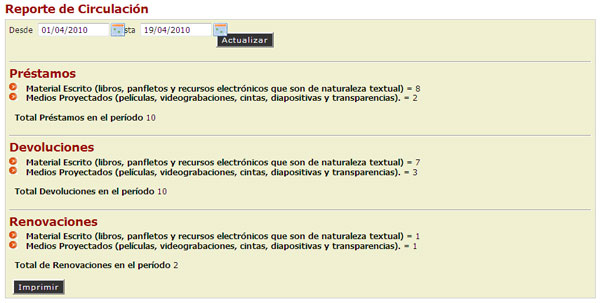 Reporte de Circulación
Desde 01/04/2010 sta 19/04/2010
Actualizar
Préstamos
Material Escrito (libros, panfletos y recursos electrónicos que son de naturaleza textual) = 8
Medios Proyectados (películas, videograbaciones, cintas, diapositivas y transparencias). = 2
Total Préstamos en el período 10
Devoluciones
Material Escrito (libros, panfletos y recursos electrónicos que son de naturaleza textual) = 7
Medios Proyectados (películas, videograbaciones, cintas, diapositivas y transparencias). = 3
Total Devoluciones en el período 10
Renovaciones
Material Escrito (libros, panfletos y recursos electrónicos que son de naturaleza textual) = 1
Medios Proyectados (películas, videograbaciones, cintas, diapositivas y transparencias). = 1
Total de Renovaciones en el período 2
Imprimir